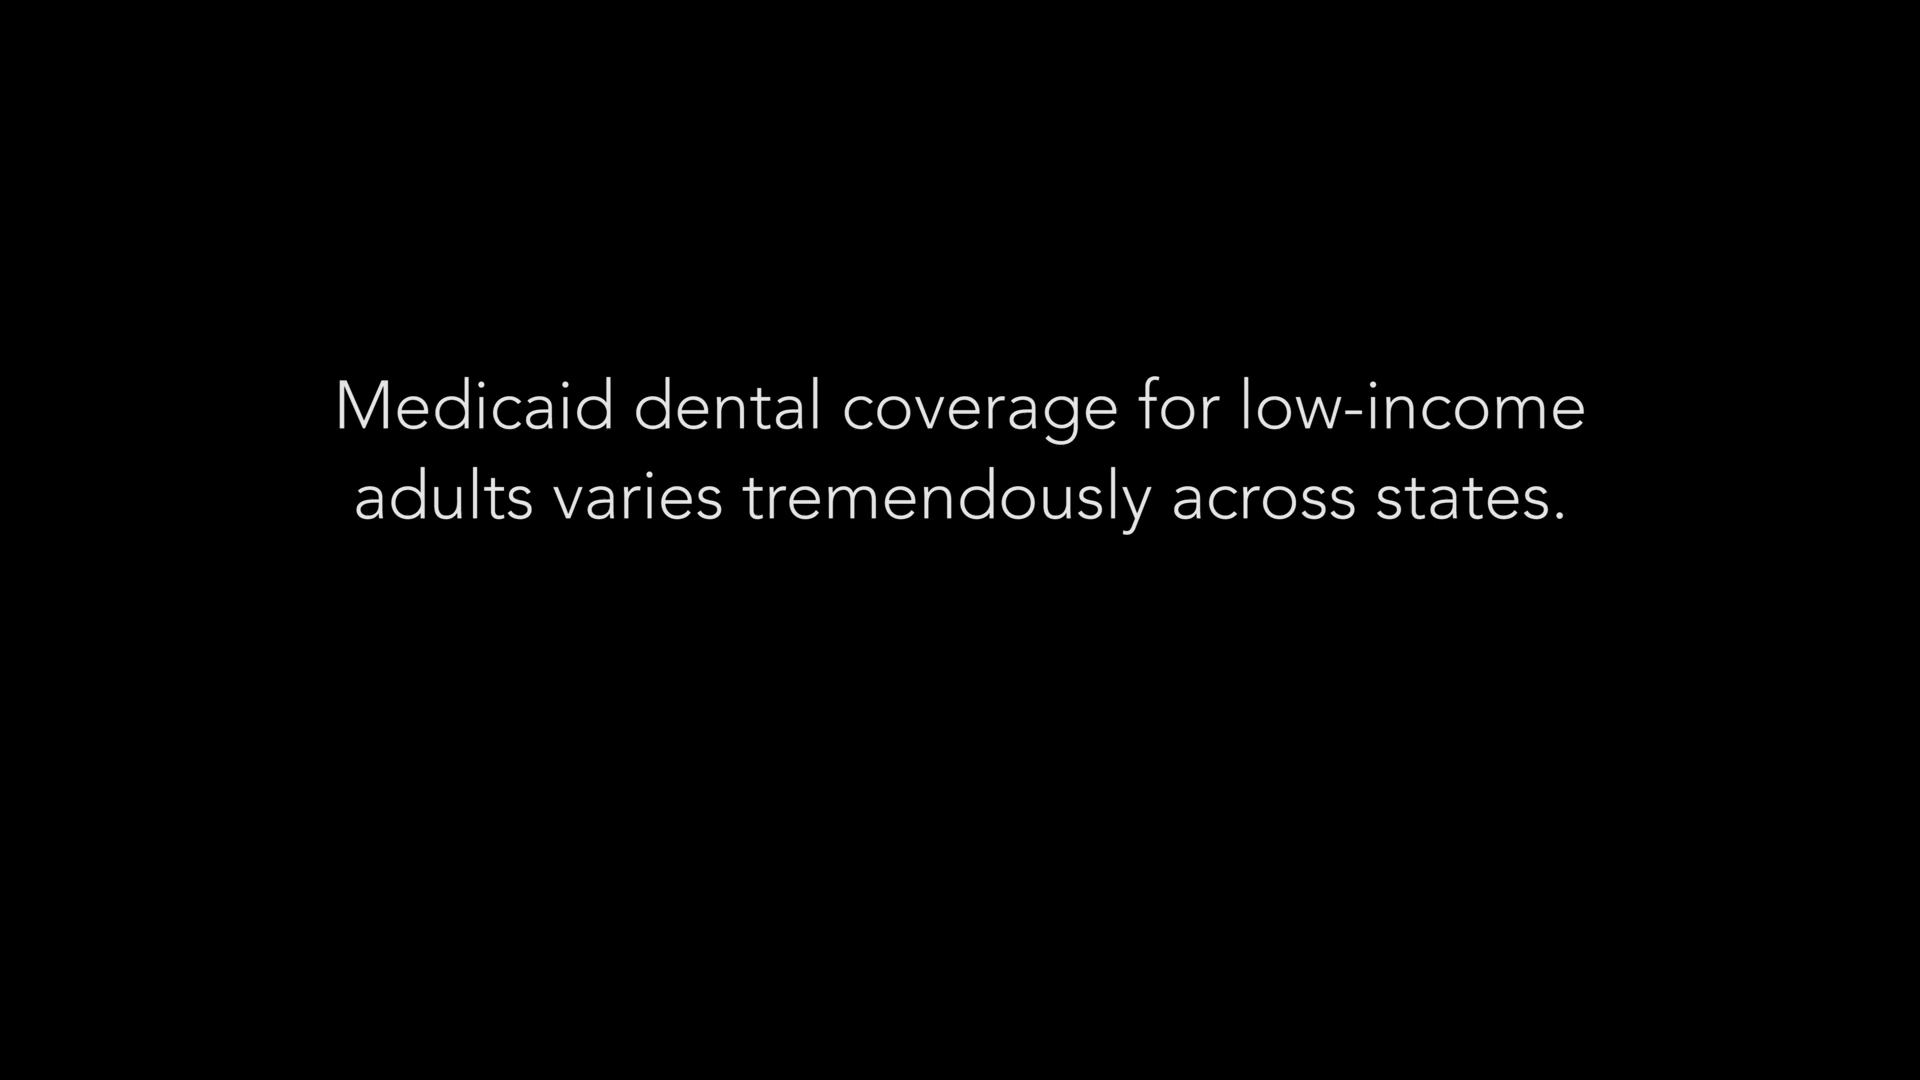 Medicaid dental coverage for low-income
adults varies tremendously across states.